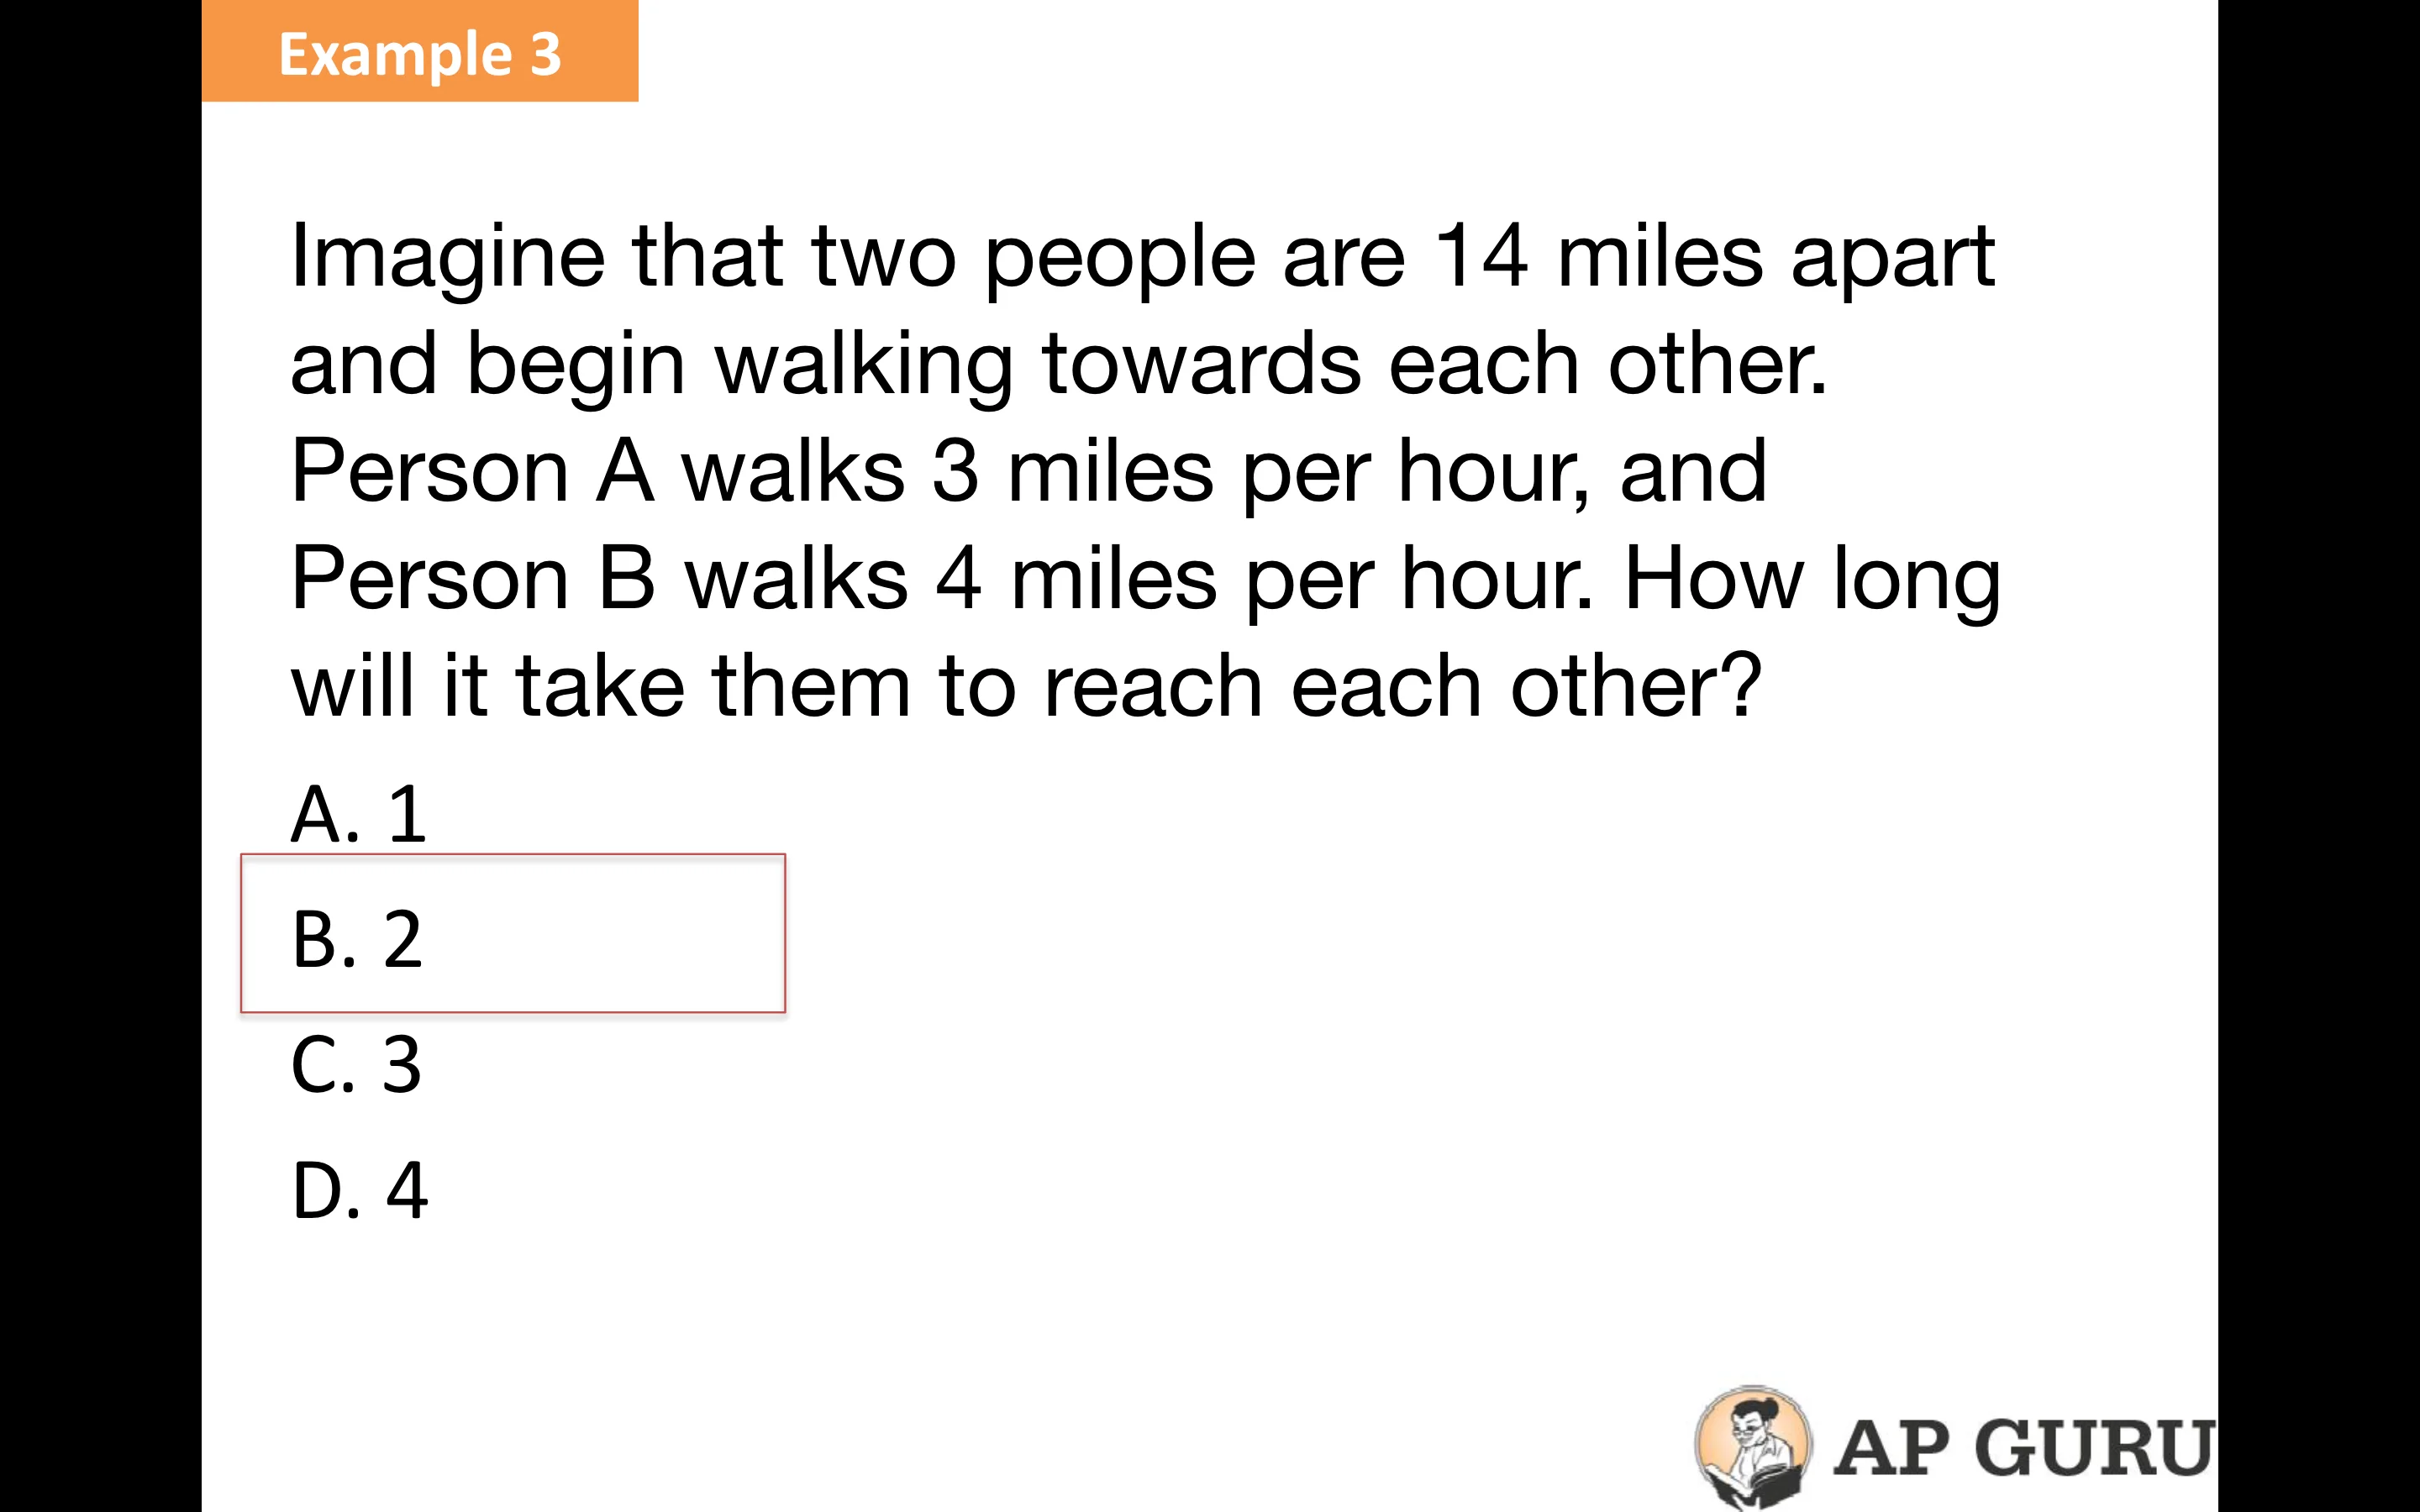 Example 3
Imagine that two people are 14 miles apart
and begin walking towards each other.
Person A walks 3 miles per hour, and
Person B walks 4 miles per hour. How long
will it take them to reach each other?
A. 1
B. 2
C. 3
D. 4
AP GURU